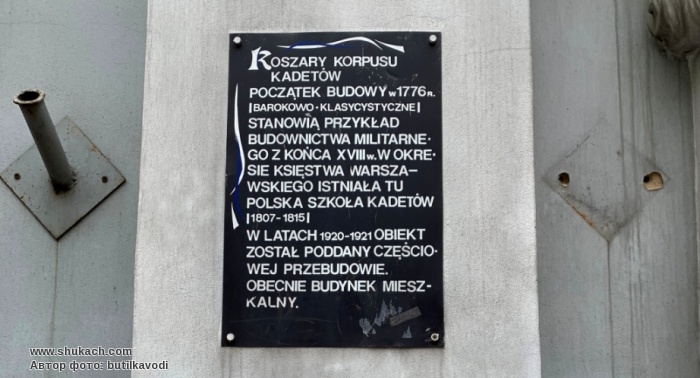 KOSZARY KORPUSU
KADETÓW
POCZĄTEK BUDOWY w 1776 R.
|BAROKOWO·KLASYCYSTYCZNE|
STANOWIĄ PRZYKŁAD
BUDOWNICTWA MILITARNE-
GO Z KOŃCA XVIII w. W OKRE-
SIE KSIĘSTWA WARSZA-
WSKIEGO ISTNIAŁA TU
POLSKA SZKOŁA KADETÓW
|1807-1815|
W LATACH 1920-1921 OBIEKT
ZOSTAŁ PODDANY CZĘŚCIO-
WEJ PRZEBUDOWIE.
OBECNIE BUDYNEK MIESZ-
KALNY.
www.shukach.com
Автор фото: butilkavodi